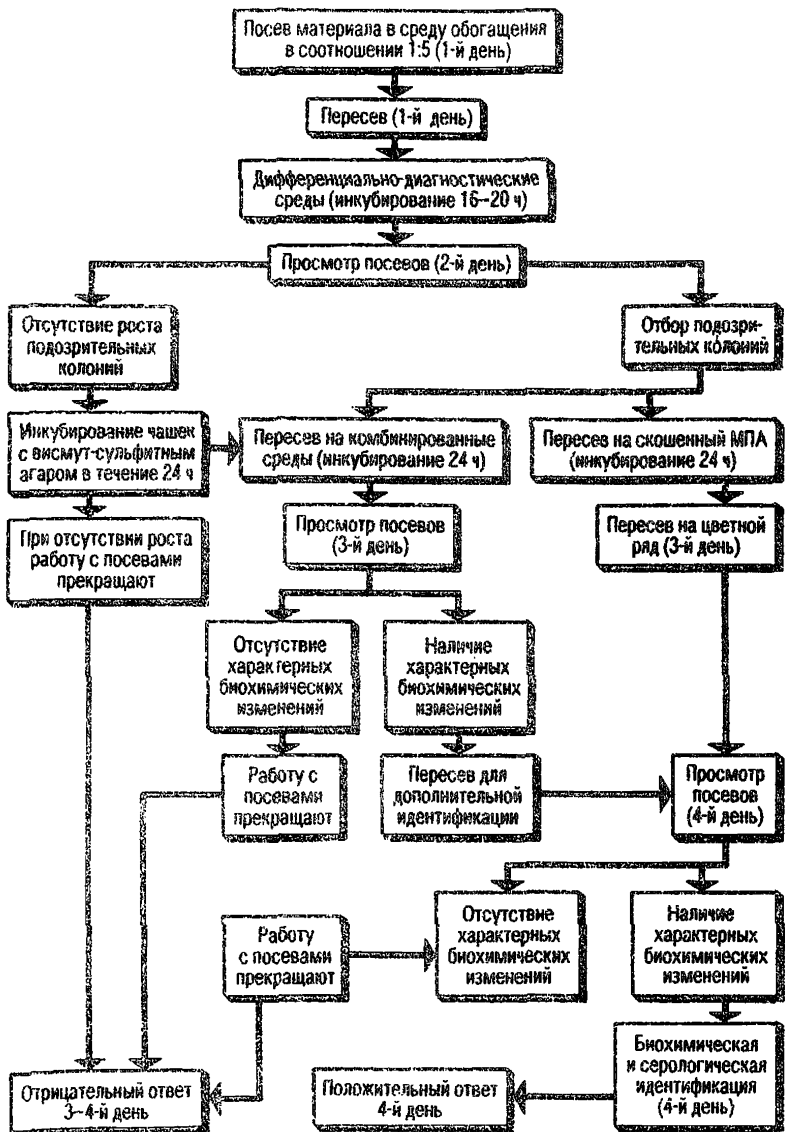 Посев материала в среду обогащения
в соотношении 1:5 (1-й день)
Пересев (1-й день)
Дифференциально-диагностические
среды (инкубирование 16–20 ч)
Просмотр посевов (2-й день)
Отсутствие роста
подозрительных
колоний
Отбор подозри-
тельных колоний
Инкубирование чашек
с висмут-сульфитным
агаром в течение 24 ч
Пересев на комбинированные
среды (инкубирование 24 ч)
Пересев на скошенный МПА
(инкубирование 24 ч)
При отсутствии роста
работу с посевами
прекращают
Просмотр посевов
(3-й день)
Пересев на цветной
ряд (3-й день)
Отсутствие
характерных
биохимических
изменений
Наличие
характерных
биохимических
изменений
Работу с
посевами
прекращают
Пересев для
дополнительной
идентификации
Просмотр
посевов
(4-й день)
Работу
с посевами
прекращают
Отсутствие
характерных
биохимических
изменений
Наличие
характерных
биохимических
изменений
Отрицательный ответ
3–4-й день
Положительный ответ
4-й день
Биохимическая
и серологическая
идентификация
(4-й день)